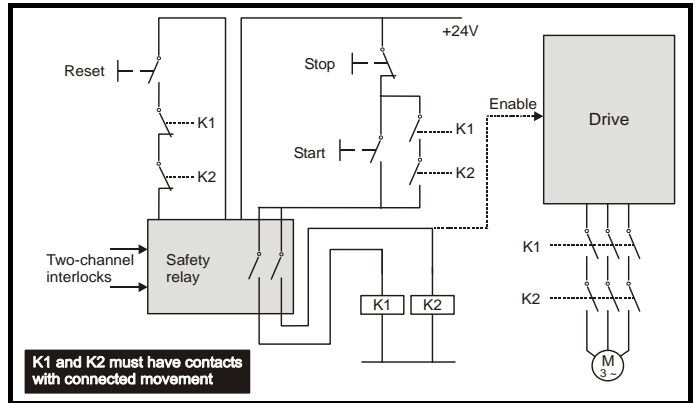 +24V
Reset
Stop
Enable
Drive
K1
K1
Start
K2
K2
K1
Two-channel
interlocks
Safety
relay
K2
K1
K2
M
3 ~
K1 and K2 must have contacts
with connected movement